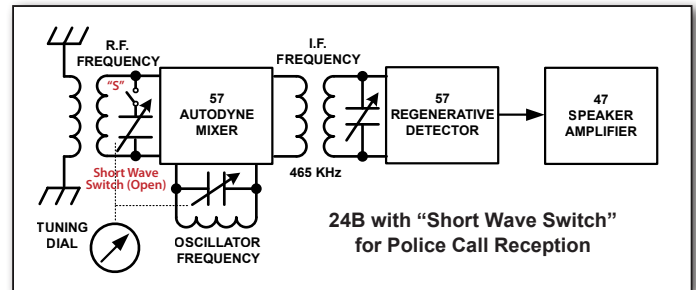 R.F.
FREQUENCY
I.F.
FREQUENCY
"S"
57
AUTODYNE
MIXER
57
REGENERATIVE
DETECTOR
47
SPEAKER
AMPLIFIER
Short Wave
Switch (Open)
465 KHz
TUNING
DIAL
OSCILLATOR
FREQUENCY
24B with “Short Wave Switch”
for Police Call Reception